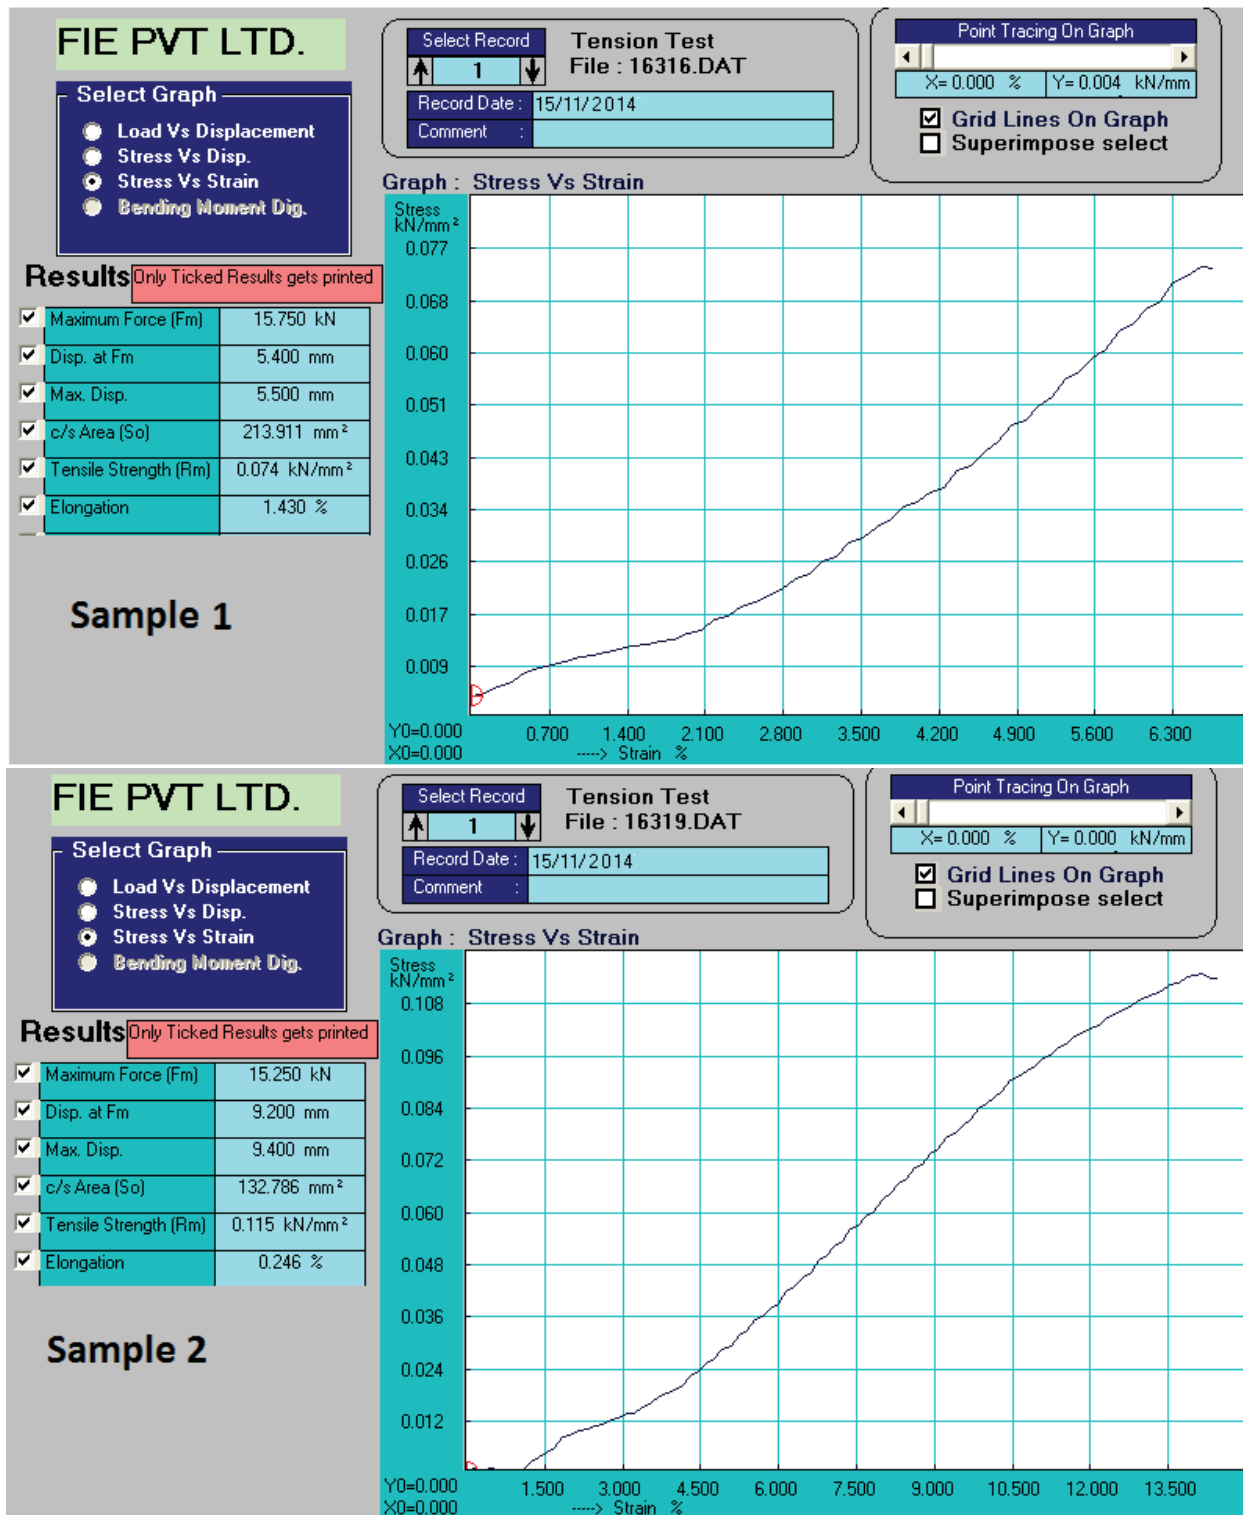 FIE PVT LTD.
Select Graph
Load Vs Displacement
Stress Vs Disp.
Stress Vs Strain
Bending Moment Dig.
Select Record
1
Tension Test
File : 16316.DAT
Record Date : 15/11/2014
Comment :
Point Tracing On Graph
X= 0.000 % Y= 0.004 kN/mm
Grid Lines On Graph
Superimpose select
Results Only Ticked Results gets printed
Maximum Force (Fm) 15.750 kN
Disp. at Fm 5.400 mm
Max. Disp. 5.500 mm
c/s Area (So) 213.911 mm²
Tensile Strength (Rm) 0.074 kN/mm²
Elongation 1.430 %
Sample 1
Graph : Stress Vs Strain
Stress
kN/mm²
0.077
0.068
0.060
0.051
0.043
0.034
0.026
0.017
0.009
Y0=0.000 0.700 1.400 2.100 2.800 3.500 4.200 4.900 5.600 6.300
X0=0.000 ----> Strain %
FIE PVT LTD.
Select Graph
Load Vs Displacement
Stress Vs Disp.
Stress Vs Strain
Bending Moment Dig.
Select Record
1
Tension Test
File : 16319.DAT
Record Date : 15/11/2014
Comment :
Point Tracing On Graph
X= 0.000 % Y= 0.000 kN/mm
Grid Lines On Graph
Superimpose select
Results Only Ticked Results gets printed
Maximum Force (Fm) 15.250 kN
Disp. at Fm 9.200 mm
Max. Disp. 9.400 mm
c/s Area (So) 132.786 mm²
Tensile Strength (Rm) 0.115 kN/mm²
Elongation 0.246 %
Sample 2
Graph : Stress Vs Strain
Stress
kN/mm²
0.108
0.096
0.084
0.072
0.060
0.048
0.036
0.024
0.012
Y0=0.000 1.500 3.000 4.500 6.000 7.500 9.000 10.500 12.000 13.500
X0=0.000 ----> Strain %